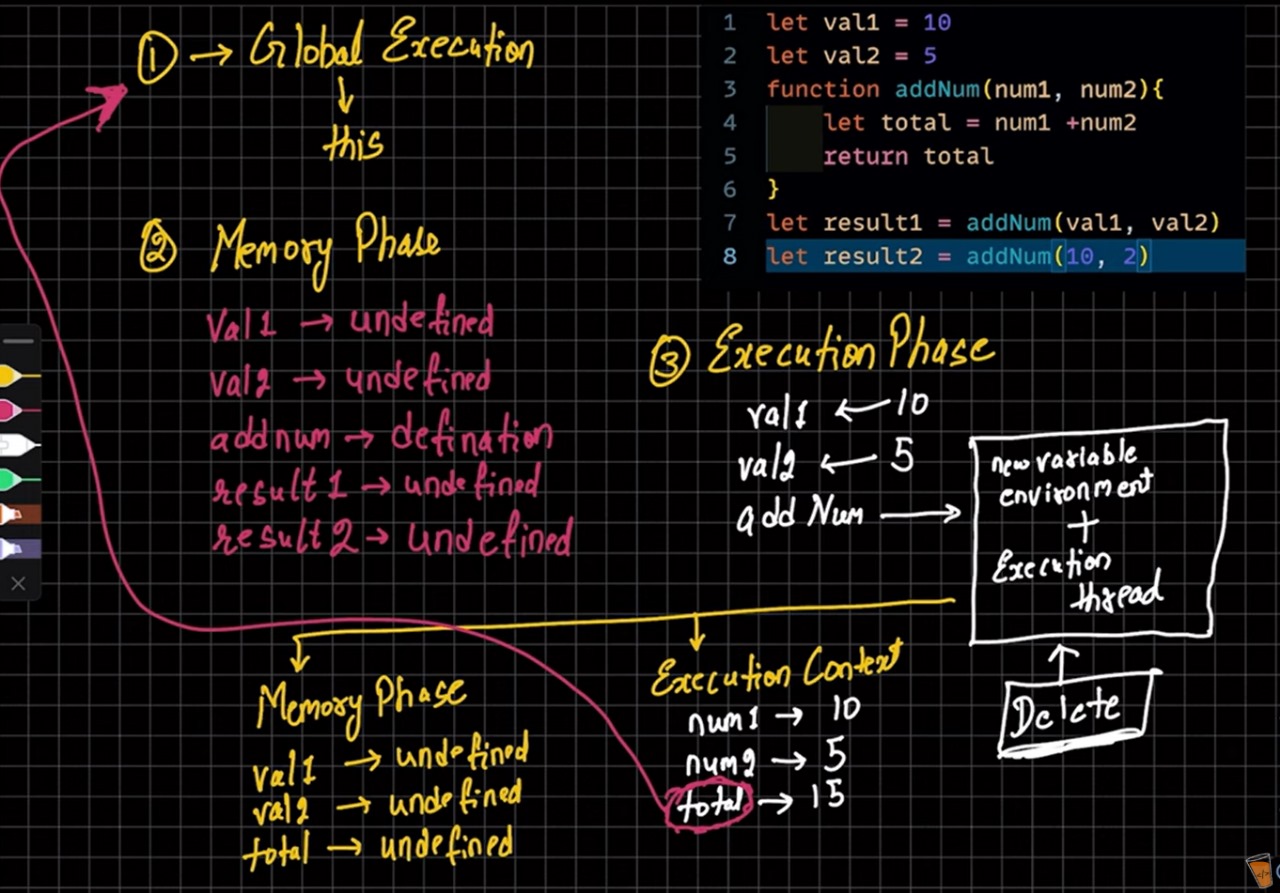 ① → Global Execution
↓
this
1 let val1 = 10
2 let val2 = 5
3 function addNum(num1, num2){
4 let total = num1 +num2
5 return total
6 }
7 let result1 = addNum(val1, val2)
8 let result2 = addNum(10, 2)
② Memory Phase
Val1 → undefined
val2 → undefined
addnum → defination
result1 → undefined
result2 → undefined
③ Execution Phase
val1 ← 10
val2 ← 5
add Num →
new variable
environment
+
Execution
thread
Delete
Memory Phase
val1 → undefined
val2 → undefined
total → undefined
Execution Context
num1 → 10
num2 → 5
total → 15